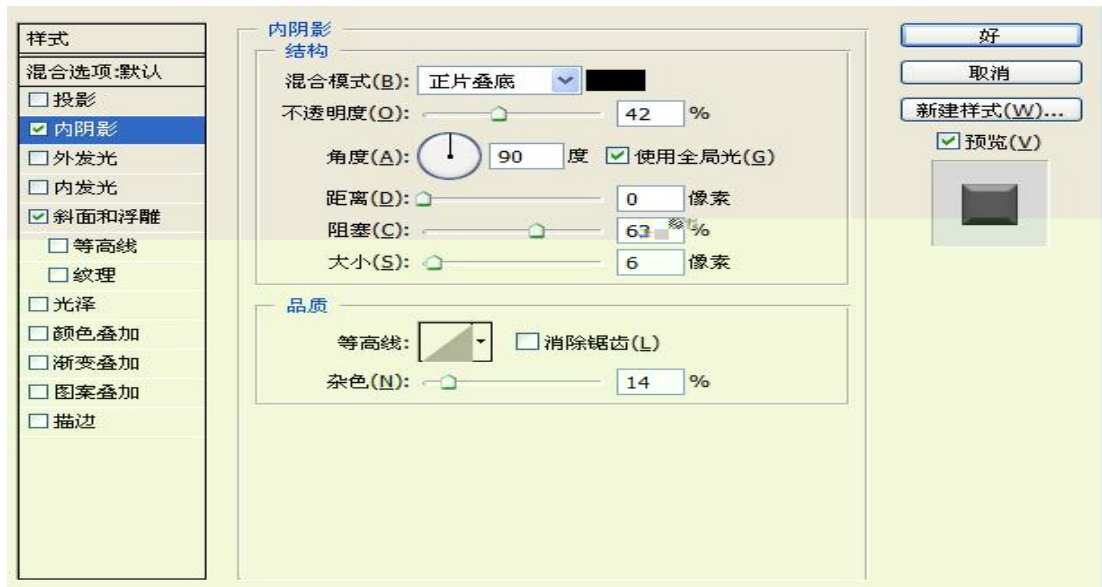 样式
混合选项:默认
投影
内阴影
外发光
内发光
斜面和浮雕
等高线
纹理
光泽
颜色叠加
渐变叠加
图案叠加
描边
内阴影
结构
混合模式(B): 正片叠底
不透明度(O): 42 %
角度(A): 90 度 使用全局光(G)
距离(D): 0 像素
阻塞(C): 63 %
大小(S): 6 像素
品质
等高线: 消除锯齿(L)
杂色(N): 14 %
好
取消
新建样式(W)...
预览(V)